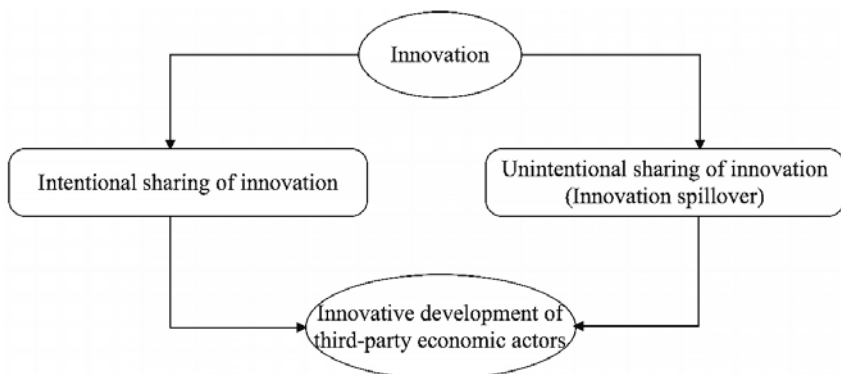 Innovation
Intentional sharing of innovation
Unintentional sharing of innovation
(Innovation spillover)
Innovative development of
third-party economic actors